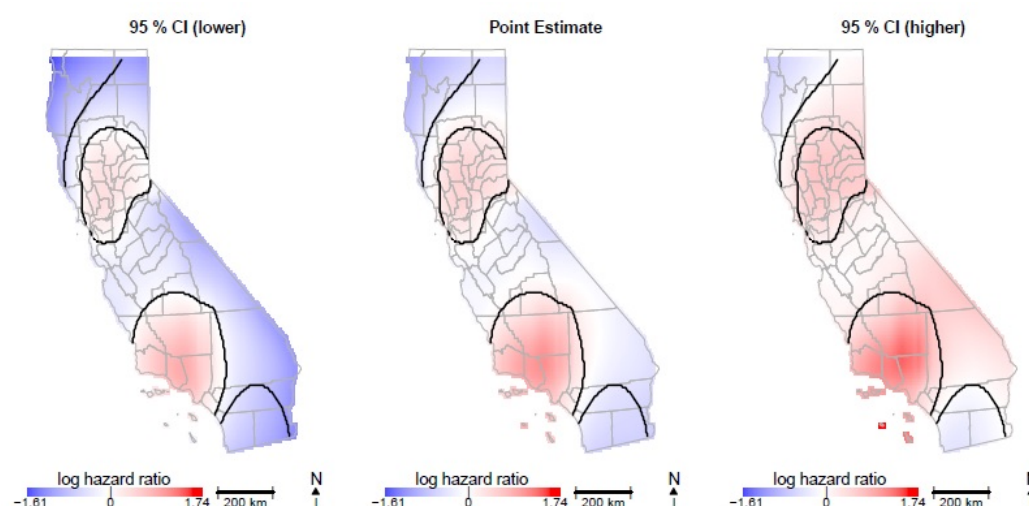 95 % CI (lower)
Point Estimate
95 % CI (higher)
log hazard ratio
−1.61 0 1.74
200 km
N
log hazard ratio
−1.61 0 1.74
200 km
N
log hazard ratio
−1.61 0 1.74
200 km